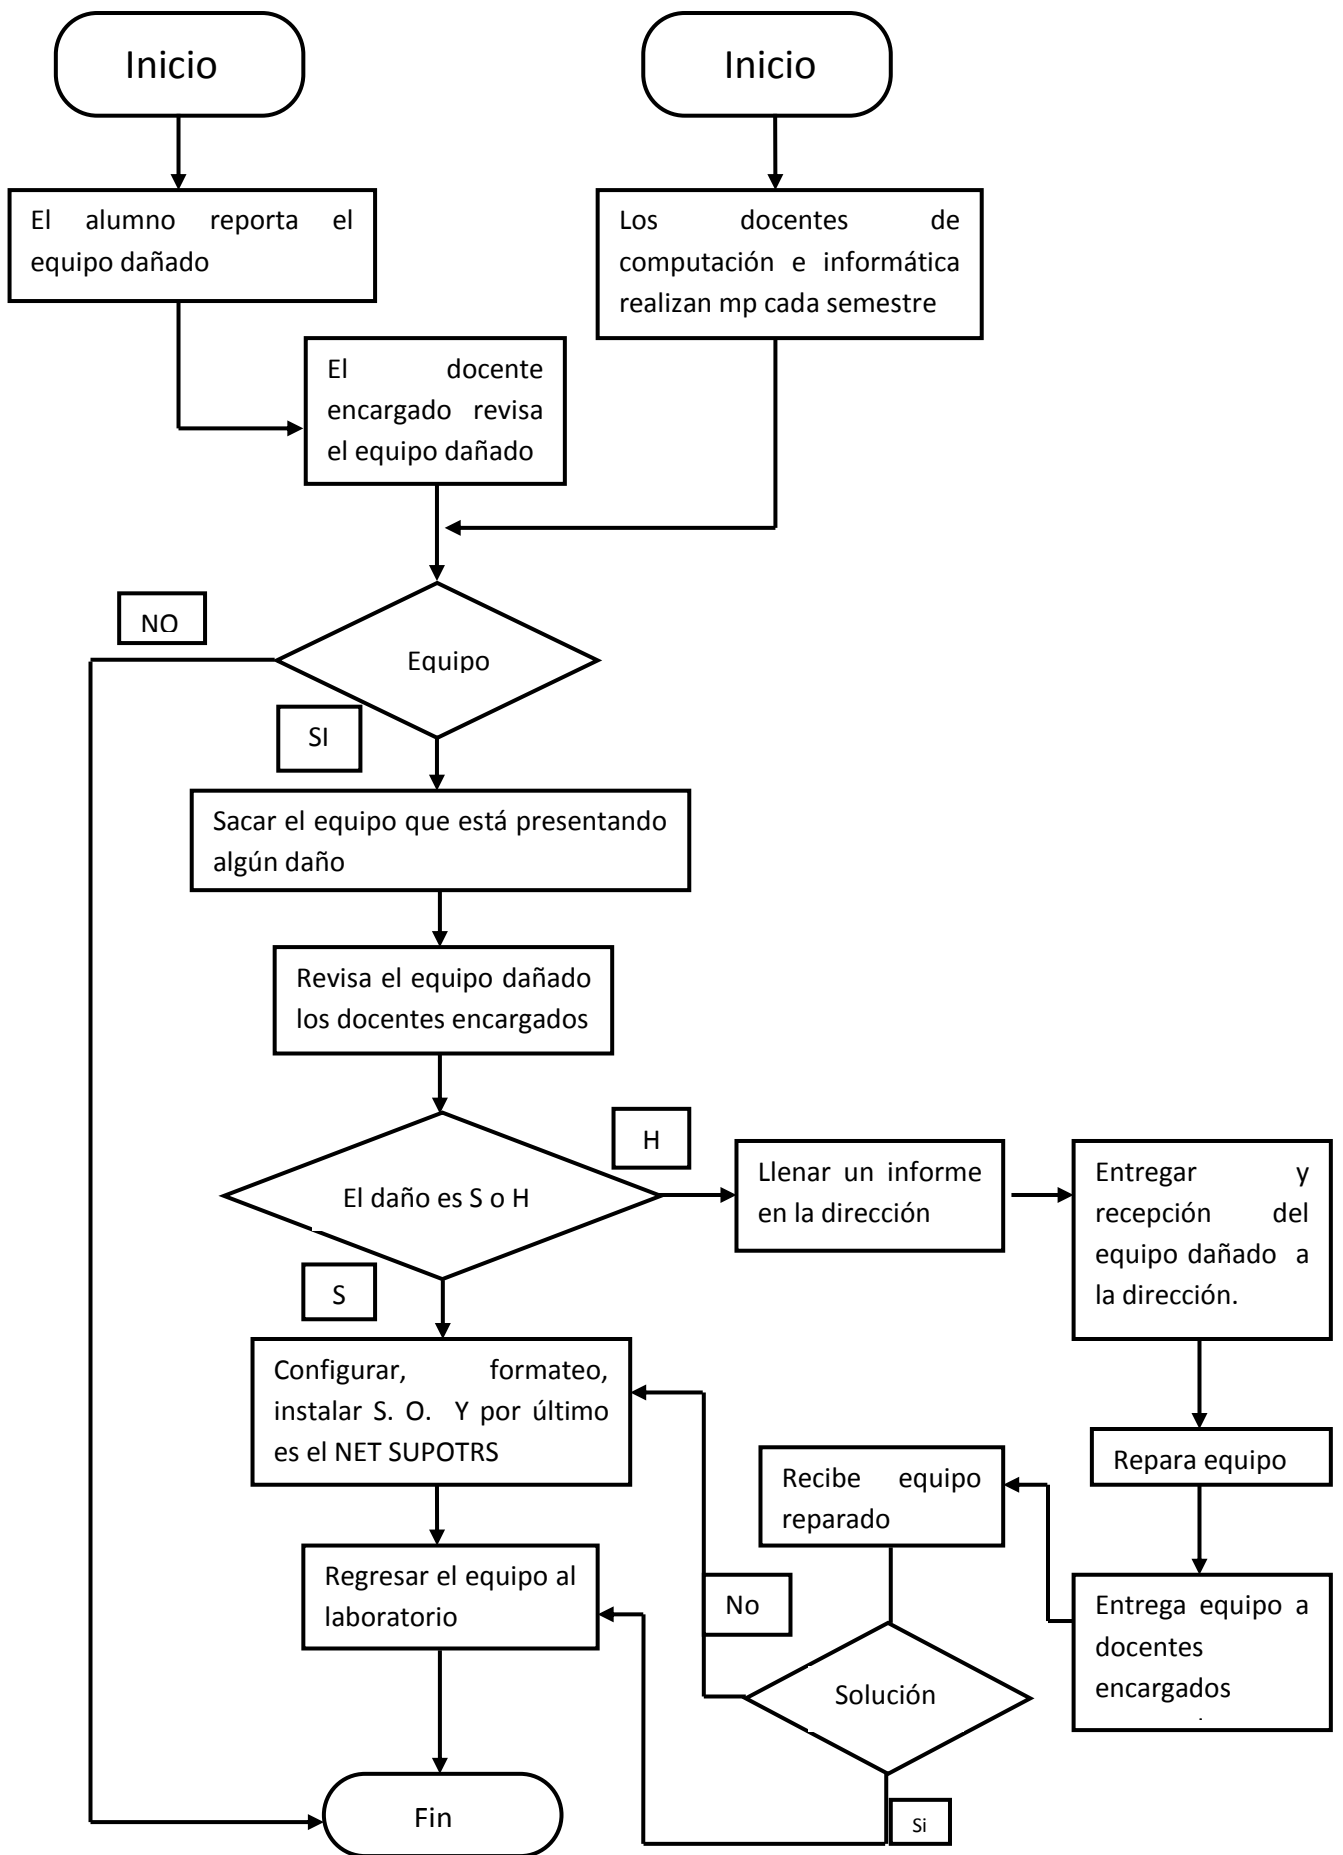 Inicio
Inicio
El alumno reporta el
equipo dañado
Los docentes de
computación e informática
realizan mp cada semestre
El docente
encargado revisa
el equipo dañado
NO
Equipo
SI
Sacar el equipo que está presentando
algún daño
Revisa el equipo dañado
los docentes encargados
El daño es S o H
H
Llenar un informe
en la dirección
Entregar y
recepción del
equipo dañado a
la dirección.
S
Configurar, formateo,
instalar S. O. Y por último
es el NET SUPOTRS
Repara equipo
Recibe equipo
reparado
Entrega equipo a
docentes
encargados
Regresar el equipo al
laboratorio
No
Solución
Si
Fin